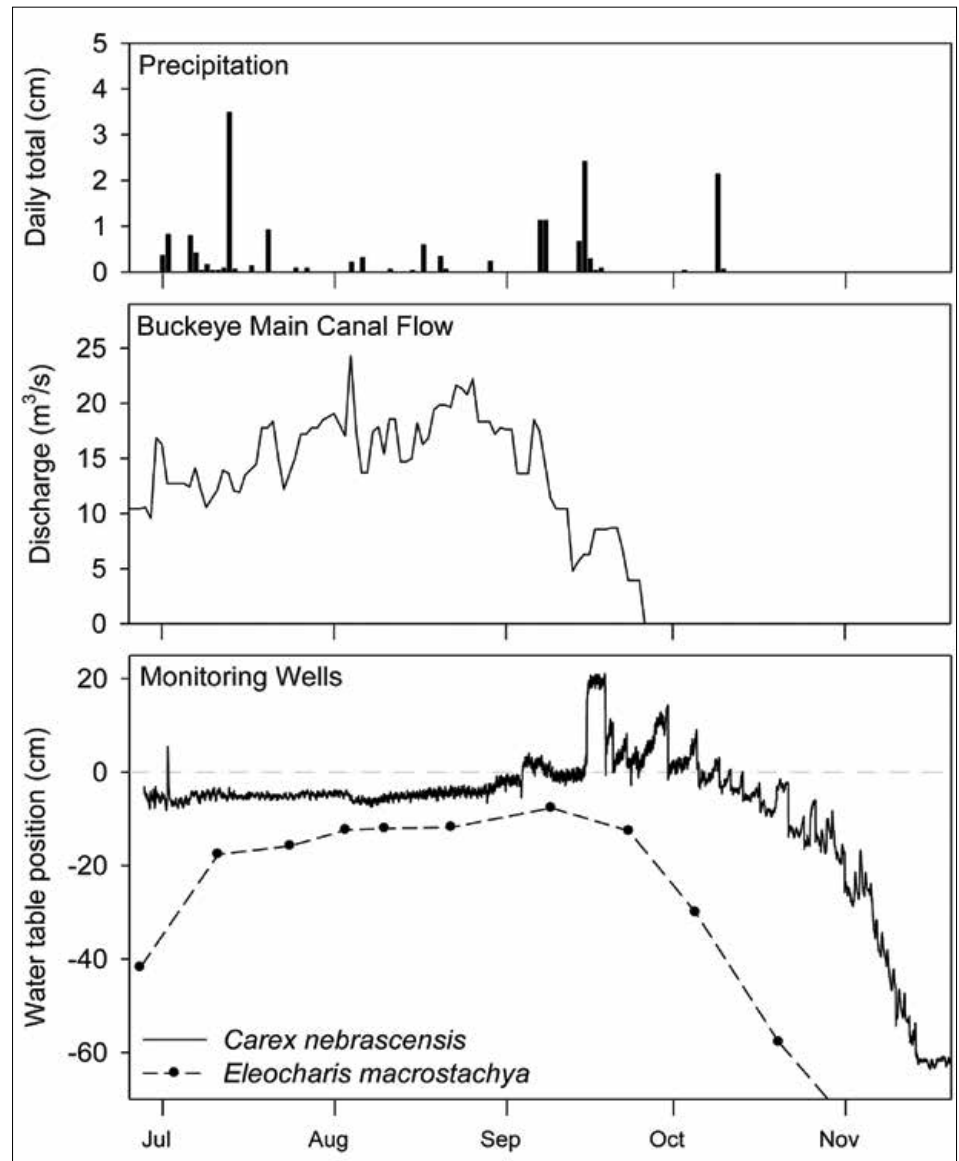 Precipitation
Daily total (cm)
5
4
3
2
1
0
Buckeye Main Canal Flow
Discharge (m³/s)
25
20
15
10
5
0
Monitoring Wells
Water table position (cm)
20
0
-20
-40
-60
Carex nebrascensis
Eleocharis macrostachya
Jul Aug Sep Oct Nov